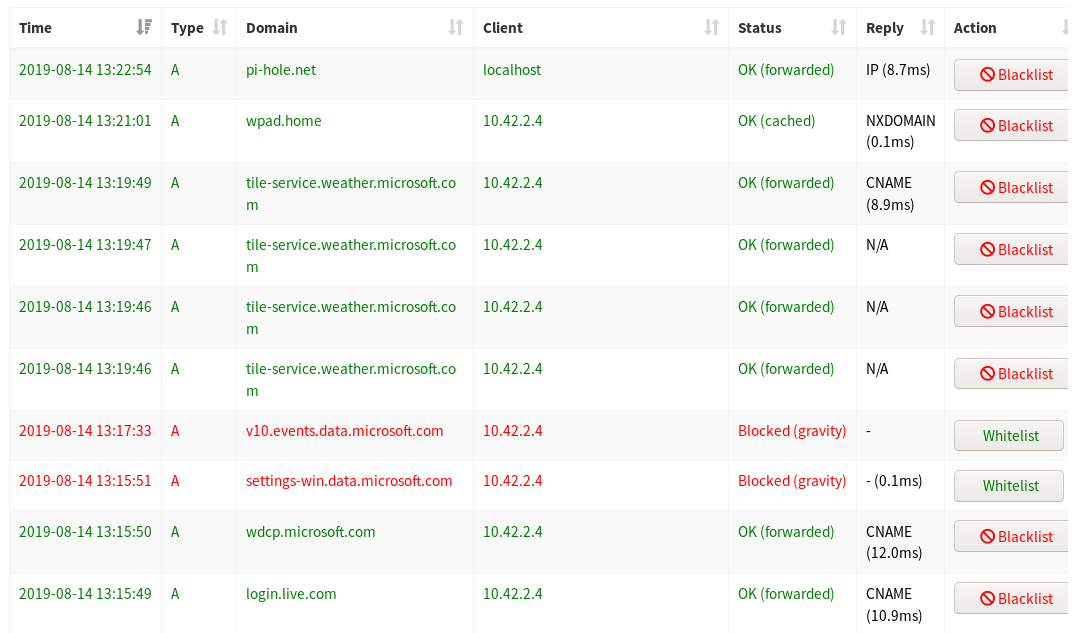 Time Type Domain Client Status Reply Action
2019-08-14 13:22:54 A pi-hole.net localhost OK (forwarded) IP (8.7ms) Blacklist
2019-08-14 13:21:01 A wpad.home 10.42.2.4 OK (cached) NXDOMAIN Blacklist
(0.1ms)
2019-08-14 13:19:49 A tile-service.weather.microsoft.co 10.42.2.4 OK (forwarded) CNAME Blacklist
m (8.9ms)
2019-08-14 13:19:47 A tile-service.weather.microsoft.co 10.42.2.4 OK (forwarded) N/A Blacklist
m
2019-08-14 13:19:46 A tile-service.weather.microsoft.co 10.42.2.4 OK (forwarded) N/A Blacklist
m
2019-08-14 13:19:46 A tile-service.weather.microsoft.co 10.42.2.4 OK (forwarded) N/A Blacklist
m
2019-08-14 13:17:33 A v10.events.data.microsoft.com 10.42.2.4 Blocked (gravity) - Whitelist
2019-08-14 13:15:51 A settings-win.data.microsoft.com 10.42.2.4 Blocked (gravity) - (0.1ms) Whitelist
2019-08-14 13:15:50 A wdcp.microsoft.com 10.42.2.4 OK (forwarded) CNAME Blacklist
(12.0ms)
2019-08-14 13:15:49 A login.live.com 10.42.2.4 OK (forwarded) CNAME Blacklist
(10.9ms)